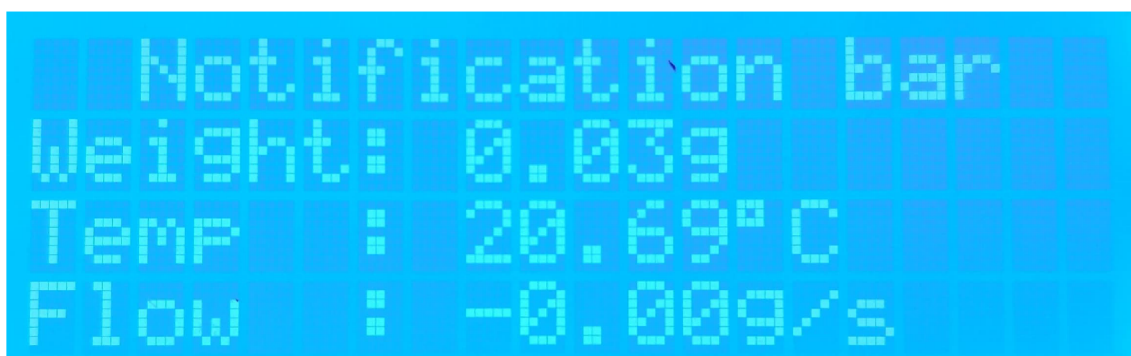 Notification bar
Weight: 0.03g
Temp  : 20.69°C
Flow  : -0.00g/s